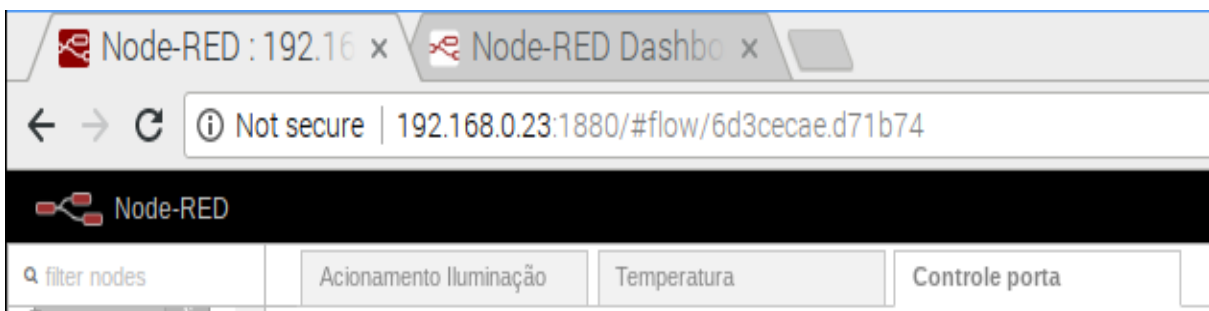 Node-RED : 192.16 Node-RED Dashbo
Not secure | 192.168.0.23:1880/#flow/6d3cecae.d71b74
Node-RED
filter nodes Acionamento Iluminação Temperatura Controle porta